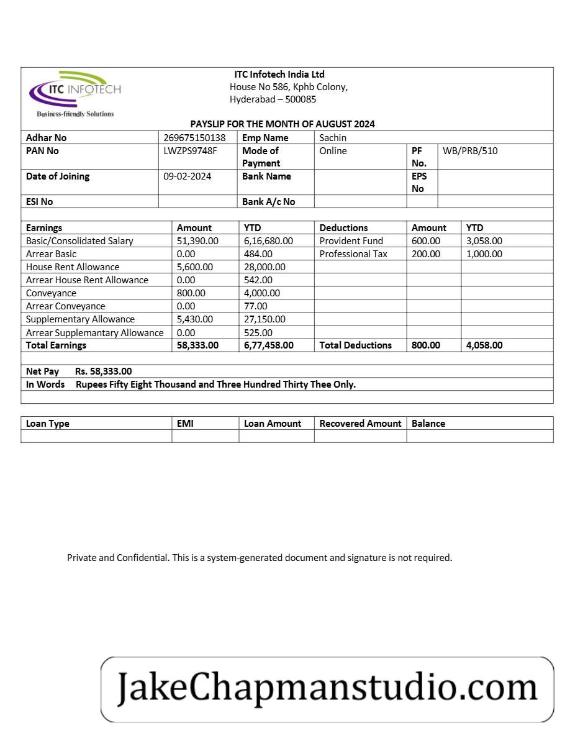 ITC INFOTECH
Business-friendly Solutions
ITC Infotech India Ltd
House No 586, Kphb Colony,
Hyderabad – 500085
PAYSLIP FOR THE MONTH OF AUGUST 2024
Adhar No 269675150138 Emp Name Sachin
PAN No LWZPS9748F Mode of Payment Online PF No. WB/PRB/510
Date of Joining 09-02-2024 Bank Name EPS No
ESI No Bank A/c No
Earnings Amount YTD Deductions Amount YTD
Basic/Consolidated Salary 51,390.00 6,16,680.00 Provident Fund 600.00 3,058.00
Arrear Basic 0.00 484.00 Professional Tax 200.00 1,000.00
House Rent Allowance 5,600.00 28,000.00
Arrear House Rent Allowance 0.00 542.00
Conveyance 800.00 4,000.00
Arrear Conveyance 0.00 77.00
Supplementary Allowance 5,430.00 27,150.00
Arrear Supplemantary Allowance 0.00 525.00
Total Earnings 58,333.00 6,77,458.00 Total Deductions 800.00 4,058.00
Net Pay Rs. 58,333.00
In Words Rupees Fifty Eight Thousand and Three Hundred Thirty Thee Only.
Loan Type EMI Loan Amount Recovered Amount Balance
Private and Confidential. This is a system-generated document and signature is not required.
JakeChapmanstudio.com